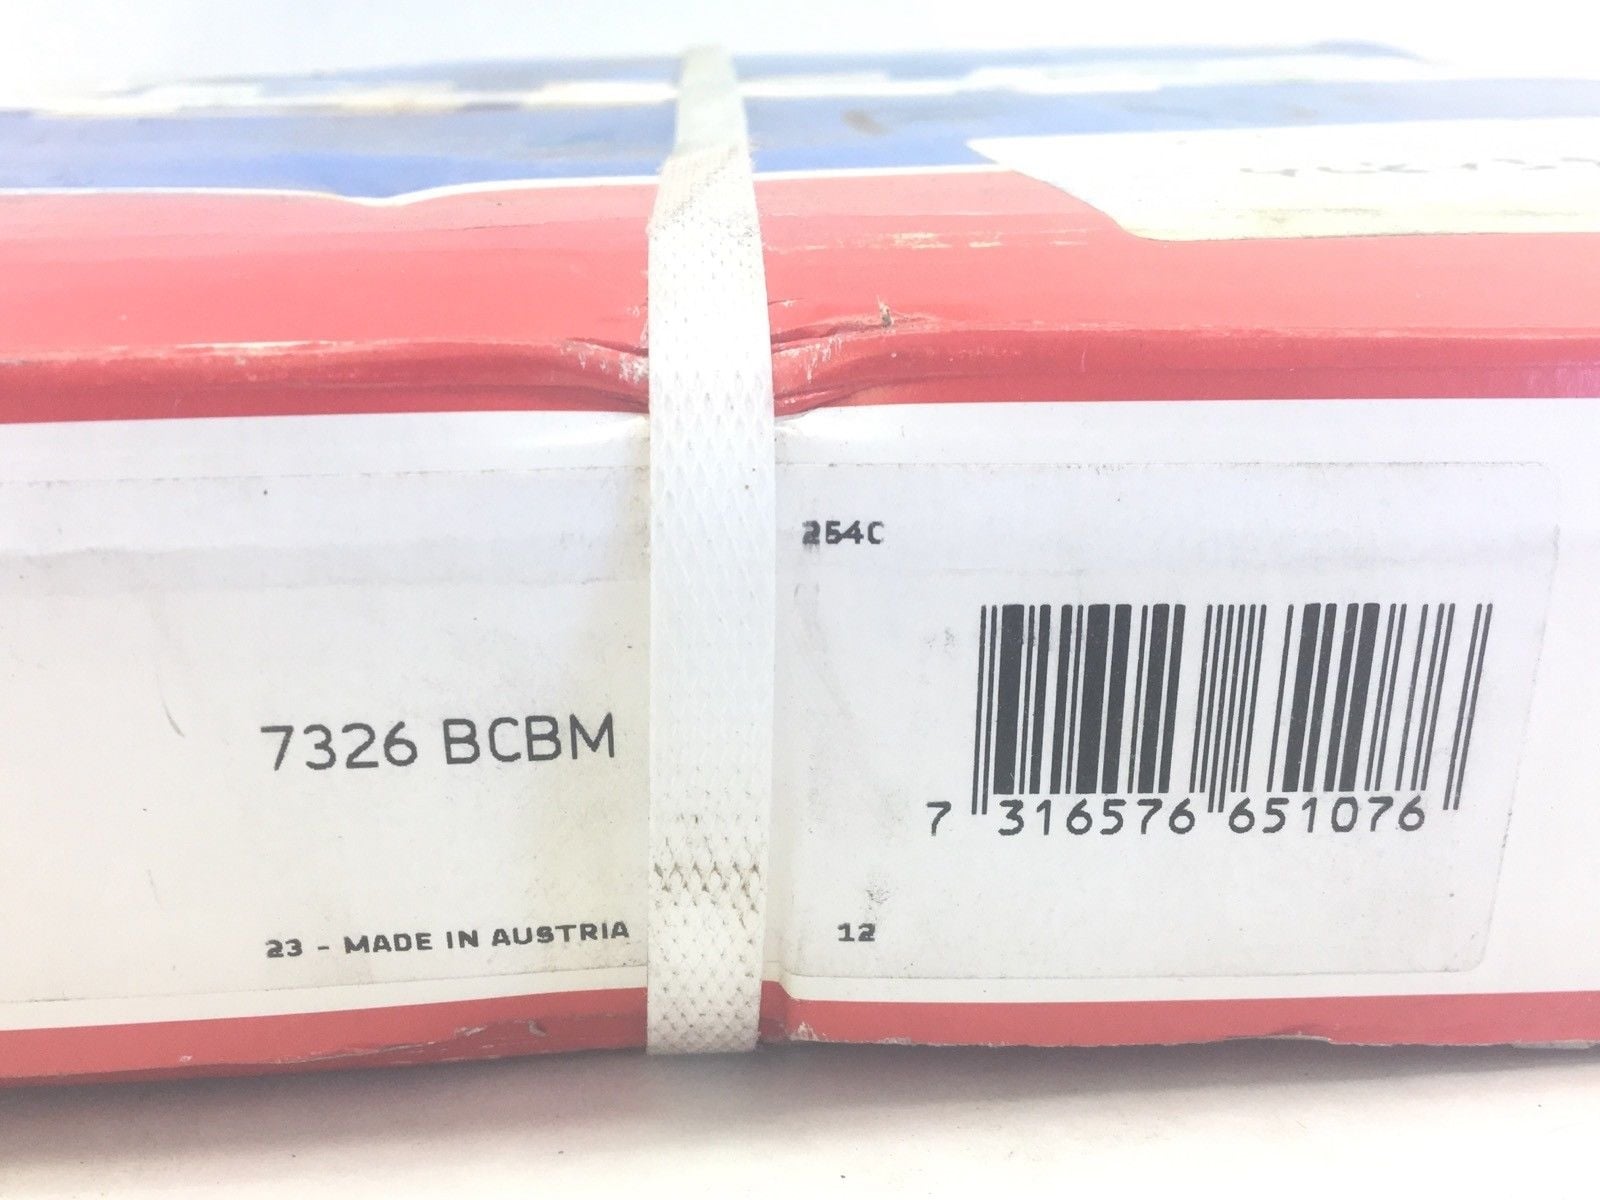 254C
7326 BCBM
7 316576 651076
23 - MADE IN AUSTRIA
12